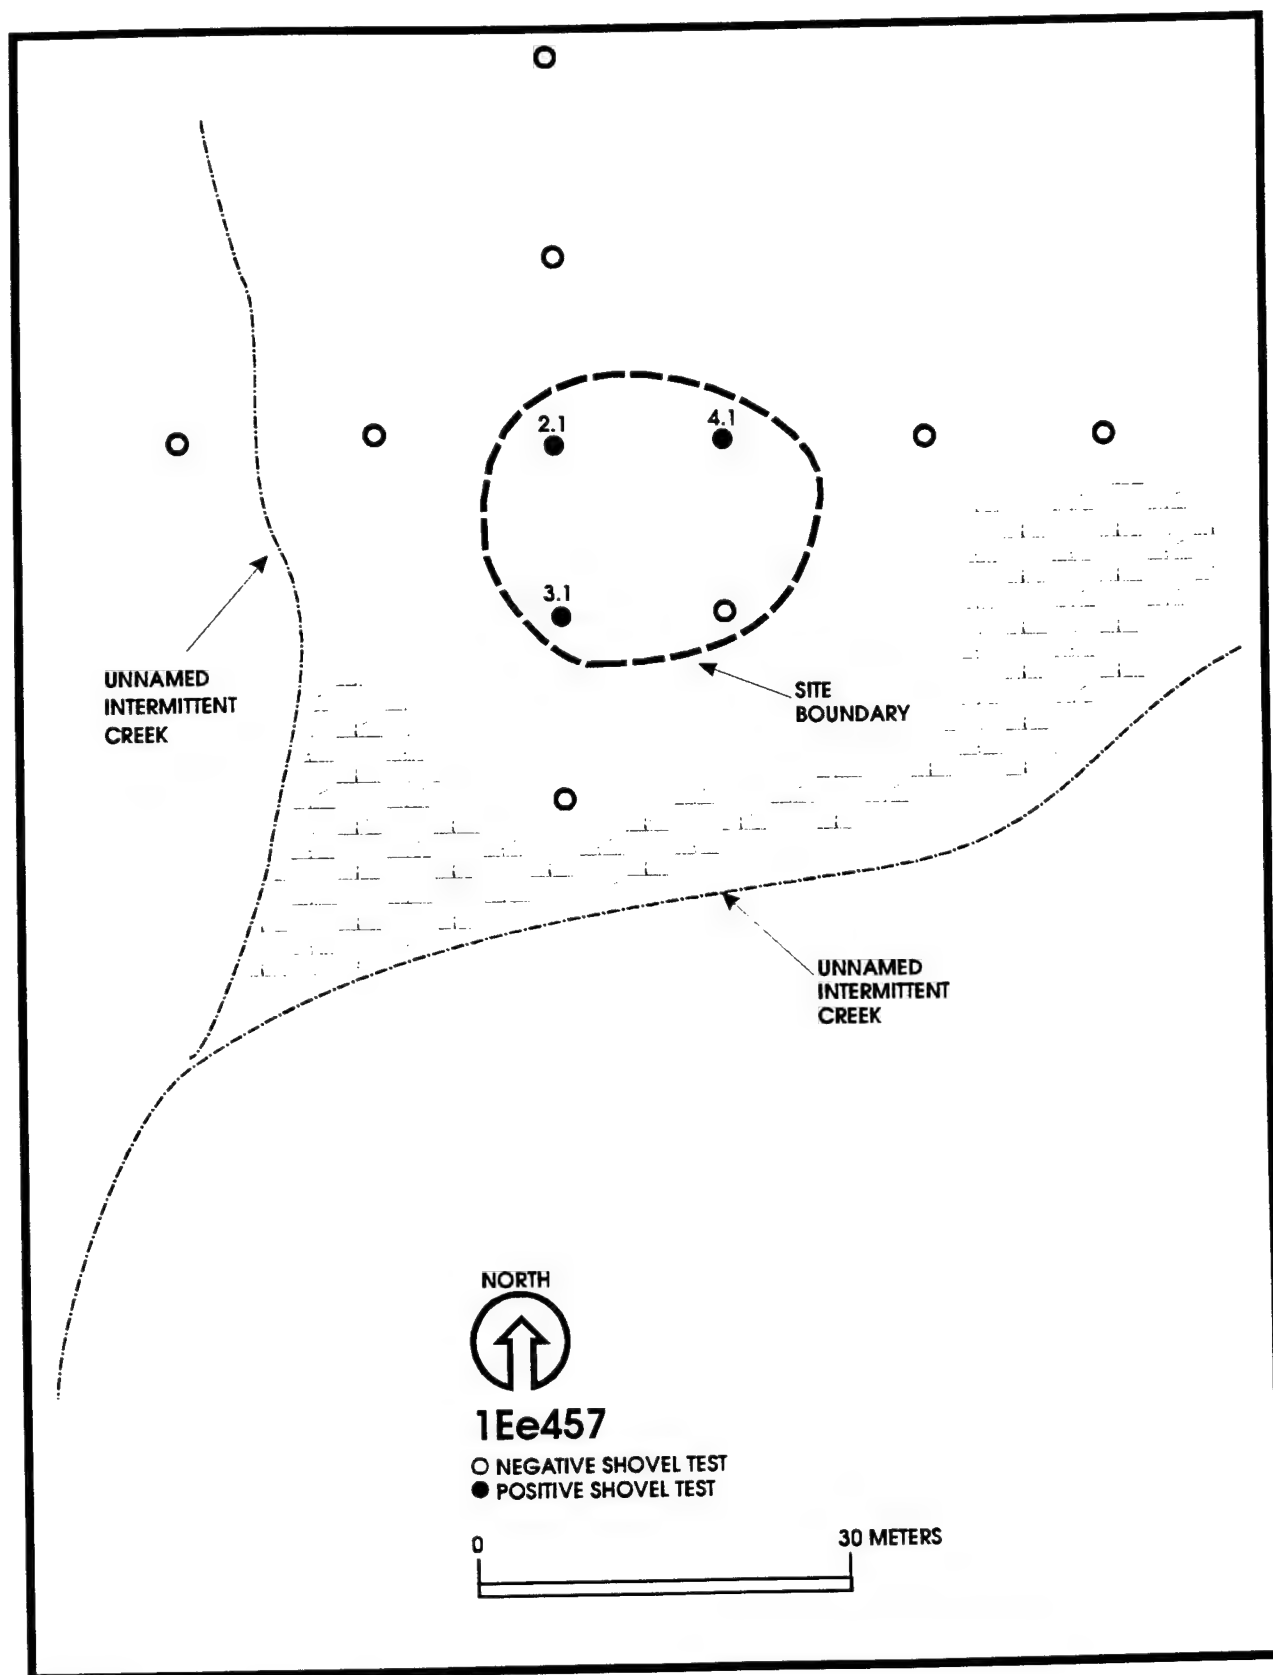 2.1
4.1
3.1
UNNAMED
INTERMITTENT
CREEK
SITE
BOUNDARY
UNNAMED
INTERMITTENT
CREEK
NORTH
1Ee457
NEGATIVE SHOVEL TEST
POSITIVE SHOVEL TEST
0
30 METERS